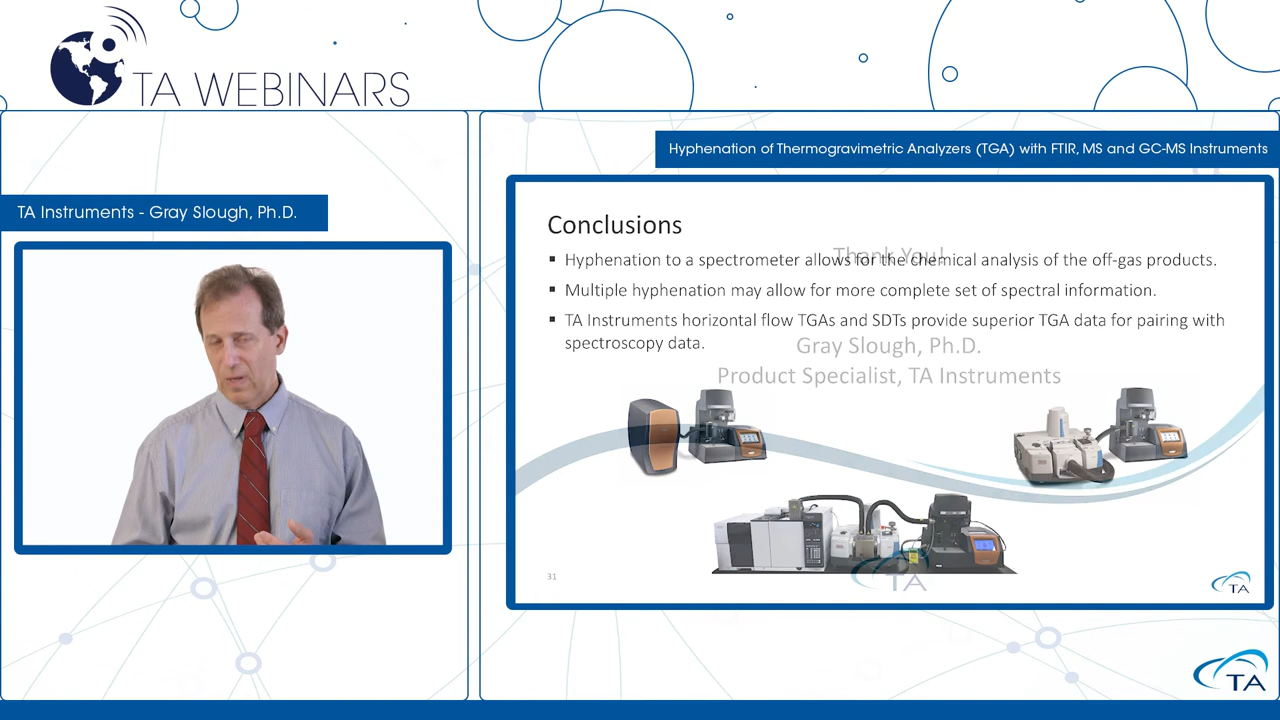 TA WEBINARS
Hyphenation of Thermogravimetric Analyzers (TGA) with FTIR, MS and GC-MS Instruments
TA Instruments - Gray Slough, Ph.D.
Conclusions
Thank You!
▪ Hyphenation to a spectrometer allows for the chemical analysis of the off-gas products.
▪ Multiple hyphenation may allow for more complete set of spectral information.
▪ TA Instruments horizontal flow TGAs and SDTs provide superior TGA data for pairing with
spectroscopy data.
Gray Slough, Ph.D.
Product Specialist, TA Instruments
31
TA
TA
TA